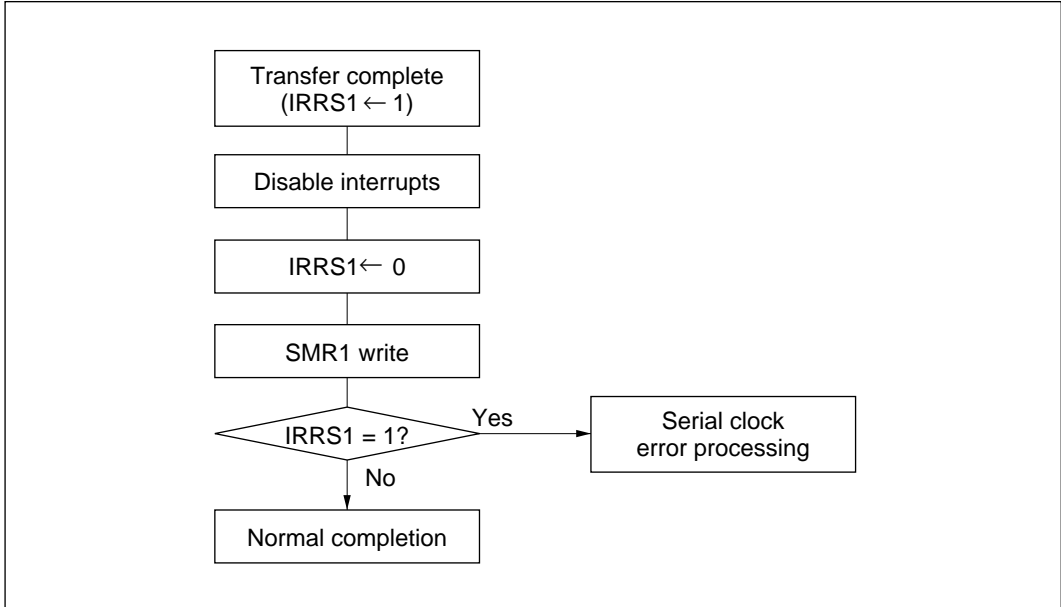 Transfer complete
(IRRS1 ← 1)
Disable interrupts
IRRS1← 0
SMR1 write
IRRS1 = 1?
Yes
Serial clock
error processing
No
Normal completion